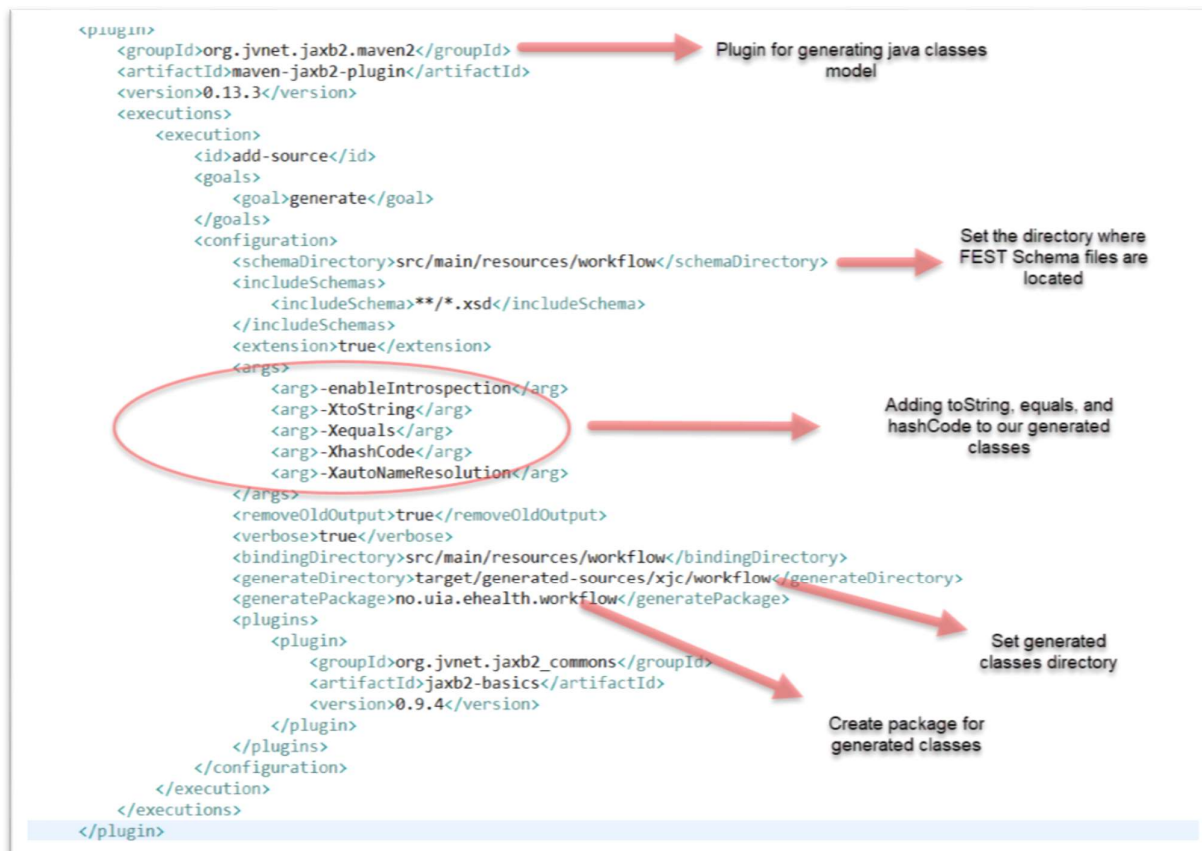 <plugin>
<groupId>org.jvnet.jaxb2.maven2</groupId>
<artifactId>maven-jaxb2-plugin</artifactId>
<version>0.13.3</version>
<executions>
<execution>
<id>add-source</id>
<goals>
<goal>generate</goal>
</goals>
<configuration>
<schemaDirectory>src/main/resources/workflow</schemaDirectory>
<includeSchemas>
<includeSchema>**/*.xsd</includeSchema>
</includeSchemas>
<extension>true</extension>
<args>
<arg>-enableIntrospection</arg>
<arg>-XtoString</arg>
<arg>-Xequals</arg>
<arg>-XhashCode</arg>
<arg>-XautoNameResolution</arg>
</args>
<removeOldOutput>true</removeOldOutput>
<verbose>true</verbose>
<bindingDirectory>src/main/resources/workflow</bindingDirectory>
<generateDirectory>target/generated-sources/xjc/workflow</generateDirectory>
<generatePackage>no.uia.ehealth.workflow</generatePackage>
<plugins>
<plugin>
<groupId>org.jvnet.jaxb2_commons</groupId>
<artifactId>jaxb2-basics</artifactId>
<version>0.9.4</version>
</plugin>
</plugins>
</configuration>
</execution>
</executions>
</plugin>
Plugin for generating java classes
model
Set the directory where
FEST Schema files are
located
Adding toString, equals, and
hashCode to our generated
classes
Set generated
classes directory
Create package for
generated classes